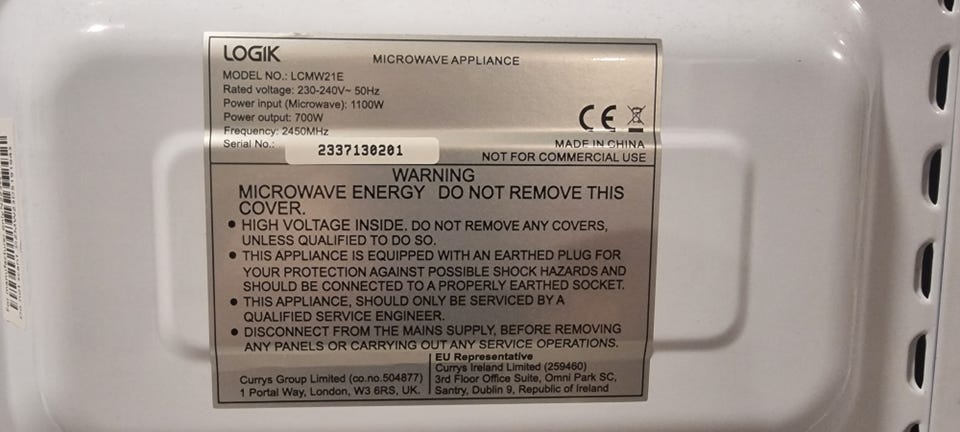 LOGIK
MICROWAVE APPLIANCE
MODEL NO.: LCMW21E
Rated voltage: 230-240V~ 50Hz
Power input (Microwave): 1100W
Power output: 700W
Frequency: 2450MHz
Serial No.: 2337130201
CE
MADE IN CHINA
NOT FOR COMMERCIAL USE
WARNING
MICROWAVE ENERGY DO NOT REMOVE THIS
COVER.
• HIGH VOLTAGE INSIDE. DO NOT REMOVE ANY COVERS,
UNLESS QUALIFIED TO DO SO.
• THIS APPLIANCE IS EQUIPPED WITH AN EARTHED PLUG FOR
YOUR PROTECTION AGAINST POSSIBLE SHOCK HAZARDS AND
SHOULD BE CONNECTED TO A PROPERLY EARTHED SOCKET.
• THIS APPLIANCE, SHOULD ONLY BE SERVICED BY A
QUALIFIED SERVICE ENGINEER.
• DISCONNECT FROM THE MAINS SUPPLY, BEFORE REMOVING
ANY PANELS OR CARRYING OUT ANY SERVICE OPERATIONS.
Currys Group Limited (co.no.504877)
1 Portal Way, London, W3 6RS, UK.
EU Representative
Currys Ireland Limited (259460)
3rd Floor Office Suite, Omni Park SC,
Santry, Dublin 9, Republic of Ireland